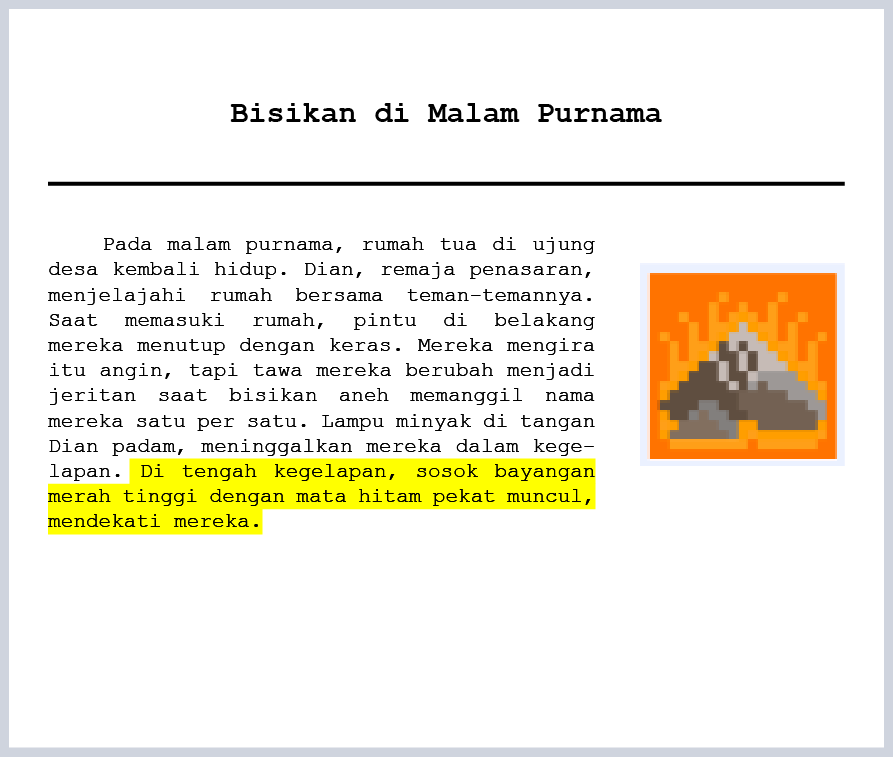 Bisikan di Malam Purnama
Pada malam purnama, rumah tua di ujung
desa kembali hidup. Dian, remaja penasaran,
menjelajahi rumah bersama teman-temannya.
Saat memasuki rumah, pintu di belakang
mereka menutup dengan keras. Mereka mengira
itu angin, tapi tawa mereka berubah menjadi
jeritan saat bisikan aneh memanggil nama
mereka satu per satu. Lampu minyak di tangan
Dian padam, meninggalkan mereka dalam kege-
lapan. Di tengah kegelapan, sosok bayangan
merah tinggi dengan mata hitam pekat muncul,
mendekati mereka.